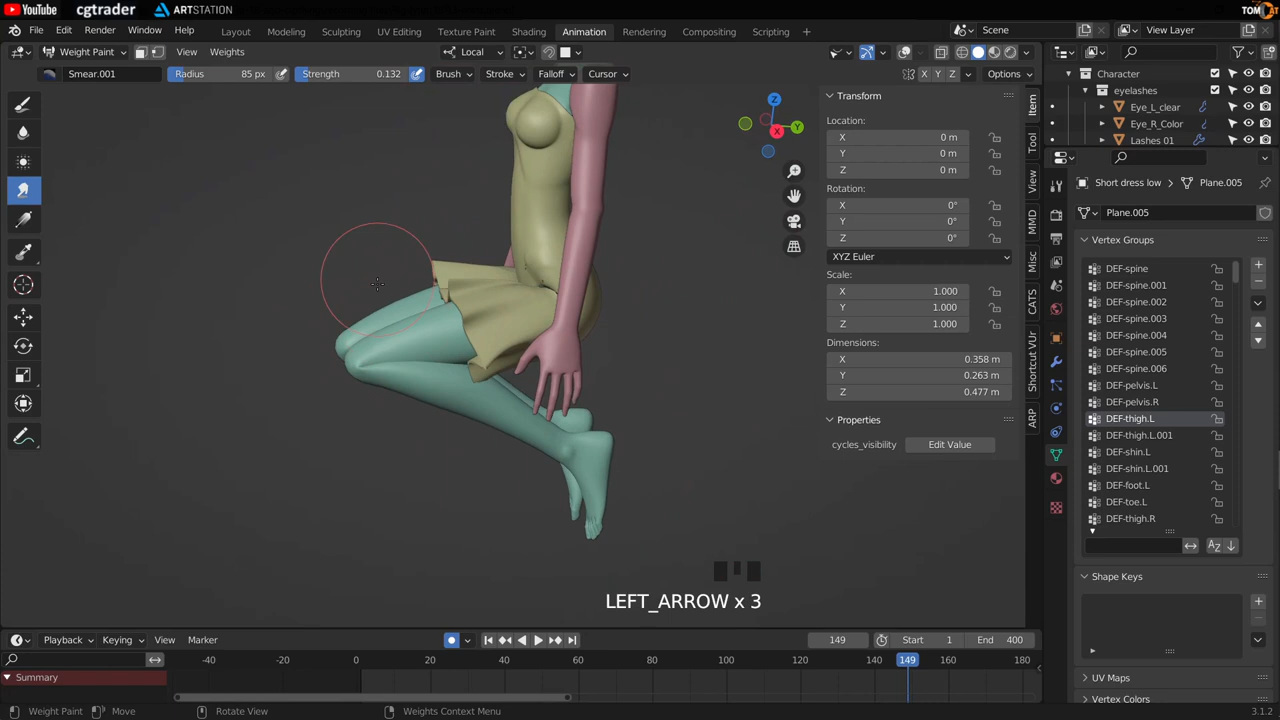 YouTube cgtrader ARTSTATION TOMCAT
File Edit Render Window Help Layout Modeling Sculpting UV Editing Texture Paint Shading Animation Rendering Compositing Scripting + Scene View Layer
Weight Paint View Weights Local
Smear.001 Radius 85 px Strength 0.132 Brush Stroke Falloff Cursor X Y Z Options
Character
eyelashes
Eye_L_clear
Eye_R_Color
Lashes 01
Z
Y
X
Transform
Location:
X 0 m
Y 0 m
Z 0 m
Rotation:
X 0°
Y 0°
Z 0°
XYZ Euler
Scale:
X 1.000
Y 1.000
Z 1.000
Dimensions:
X 0.358 m
Y 0.263 m
Z 0.477 m
Properties
cycles_visibility Edit Value
Item
Tool
View
MMD
Misc
CATS
Shortcut VUr
ARP
Short dress low Plane.005
Plane.005
Vertex Groups
DEF-spine
DEF-spine.001
DEF-spine.002
DEF-spine.003
DEF-spine.004
DEF-spine.005
DEF-spine.006
DEF-pelvis.L
DEF-pelvis.R
DEF-thigh.L
DEF-thigh.L.001
DEF-shin.L
DEF-shin.L.001
DEF-foot.L
DEF-toe.L
DEF-thigh.R
AZ
Shape Keys
UV Maps
Vertex Colors
LEFT_ARROW x 3
Playback Keying View Marker 149 Start 1 End 400
-40 -20 0 20 40 60 80 100 120 140 149 160 180
Summary
Weight Paint Move Rotate View Weights Context Menu 3.1.2